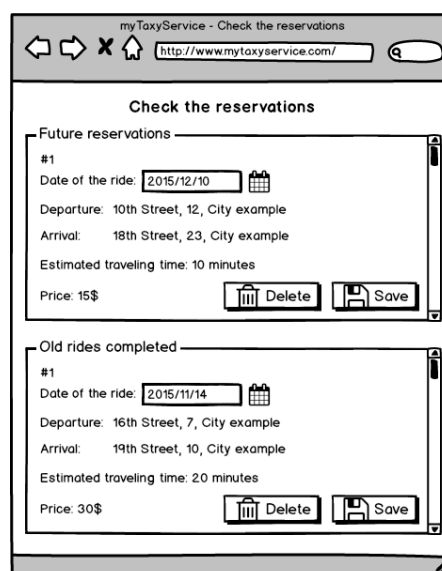 myTaxyService - Check the reservations
http://www.mytaxyservice.com/
Check the reservations
Future reservations
#1
Date of the ride: 2015/12/10
Departure: 10th Street, 12, City example
Arrival: 18th Street, 23, City example
Estimated traveling time: 10 minutes
Price: 15$ Delete Save
Old rides completed
#1
Date of the ride: 2015/11/14
Departure: 16th Street, 7, City example
Arrival: 19th Street, 10, City example
Estimated traveling time: 20 minutes
Price: 30$ Delete Save